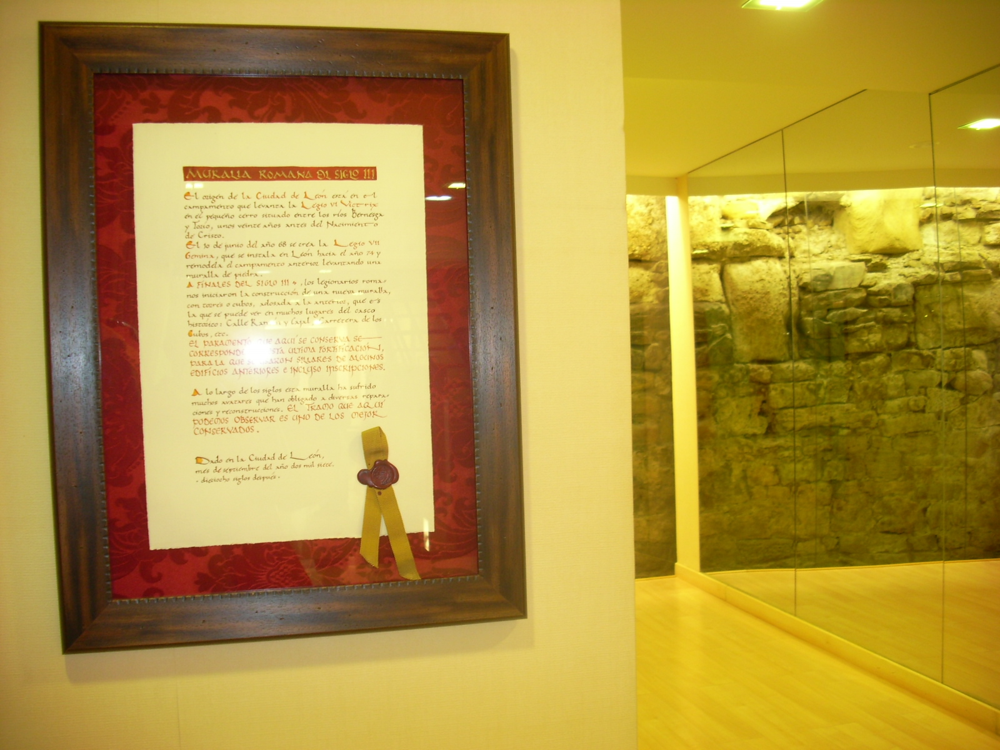 MURALLA ROMANA DEL SIGLO III
El origen de la Ciudad de León está en el
campamento que levanta la Legio VI Victrix
en el pequeño cerro situado entre los ríos Bernesga
y Torío, unos veinte años antes del Nacimiento
de Cristo.
El 10 de junio del año 68 se crea la Legio VII
Gemina, que se instala en León hacia el año 74 y
remodela el campamento anterior levantando una
muralla de piedra.
A FINALES DEL SIGLO III, los legionarios roma-
nos iniciaron la construcción de una nueva muralla,
con torres o cubos, adosada a la anterior, que es
la que se puede ver en muchos lugares del casco
histórico: Calle Ramón y Cajal, Carretera de los
Cubos, etc.
EL PARAMENTO QUE AQUÍ SE CONSERVA SE
CORRESPONDE ESTA ULTIMA FORTIFICACIÓN,
PARA LA QUE SILLARES DE ALGUNOS
EDIFICIOS ANTERIORES E INCLUSO INSCRIPCIONES.
A lo largo de los siglos esta muralla ha sufrido
muchos avatares que han obligado a diversas repara-
ciones y reconstrucciones. EL TRAMO QUE AQUÍ
PODEMOS OBSERVAR ES UNO DE LOS MEJOR
CONSERVADOS.
Dado en la Ciudad de León,
mes de septiembre del año dos mil siete.
· dieciocho siglos después ·